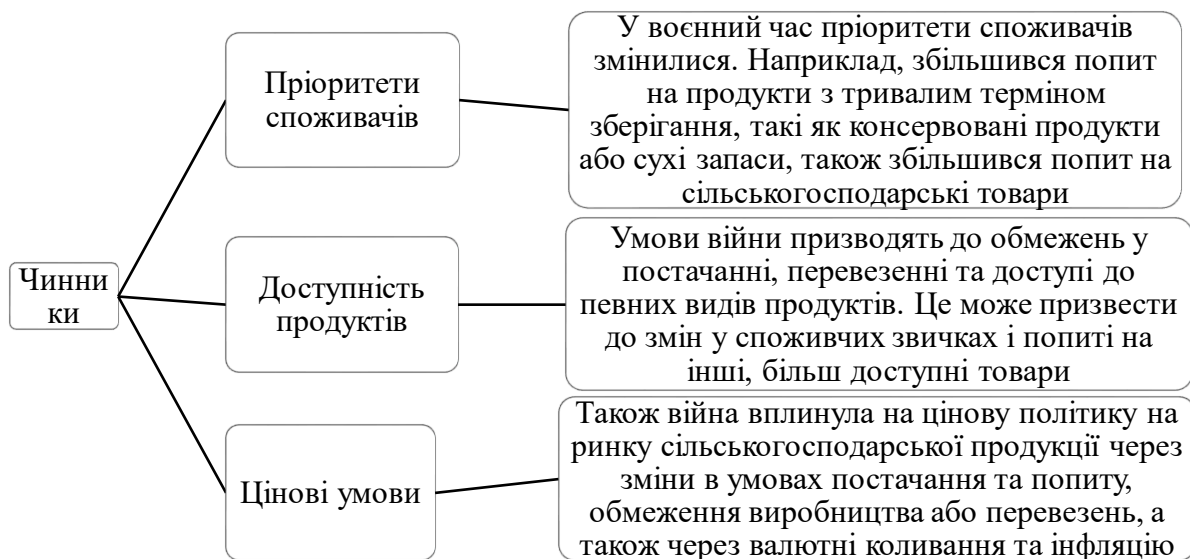 Чинни
ки
Пріоритети
споживачів
У воєнний час пріоритети споживачів
змінилися. Наприклад, збільшився попит
на продукти з тривалим терміном
зберігання, такі як консервовані продукти
або сухі запаси, також збільшився попит на
сільськогосподарські товари
Доступність
продуктів
Умови війни призводять до обмежень у
постачанні, перевезенні та доступі до
певних видів продуктів. Це може призвести
до змін у споживчих звичках і попиті на
інші, більш доступні товари
Цінові умови
Також війна вплинула на цінову політику на
ринку сільськогосподарської продукції через
зміни в умовах постачання та попиту,
обмеження виробництва або перевезень, а
також через валютні коливання та інфляцію